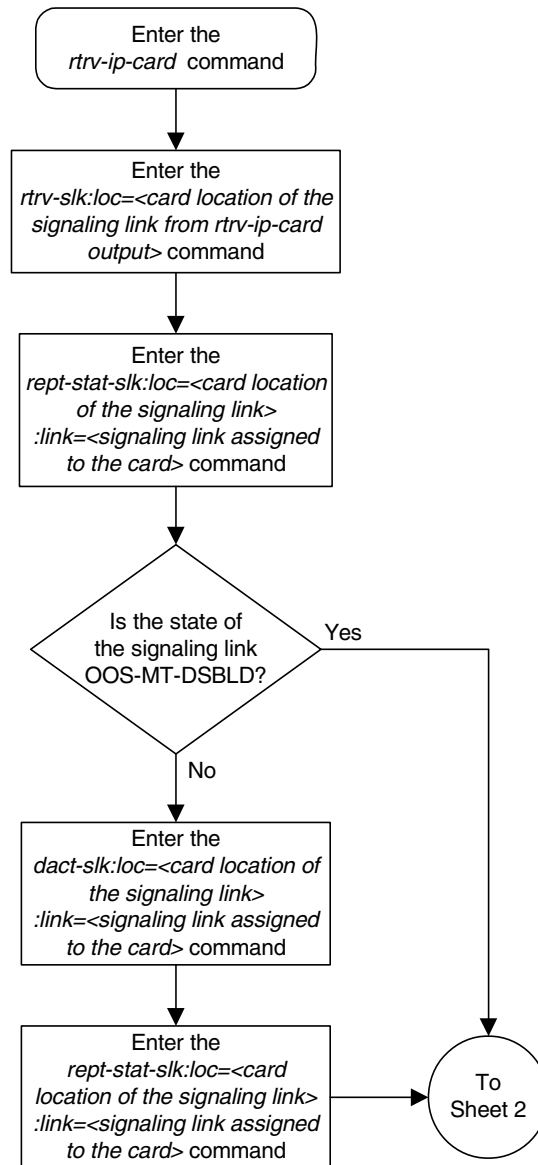 Enter the
rtrv-ip-card command
Enter the
rtrv-slk:loc=<card location of the
signaling link from rtrv-ip-card
output> command
Enter the
rept-stat-slk:loc=<card location
of the signaling link>
:link=<signaling link assigned
to the card> command
Is the state of
the signaling link
OOS-MT-DSBLD?
Yes
No
Enter the
dact-slk:loc=<card location of
the signaling link>
:link=<signaling link assigned
to the card> command
Enter the
rept-stat-slk:loc=<card
location of the signaling link>
:link=<signaling link assigned
to the card> command
To
Sheet 2